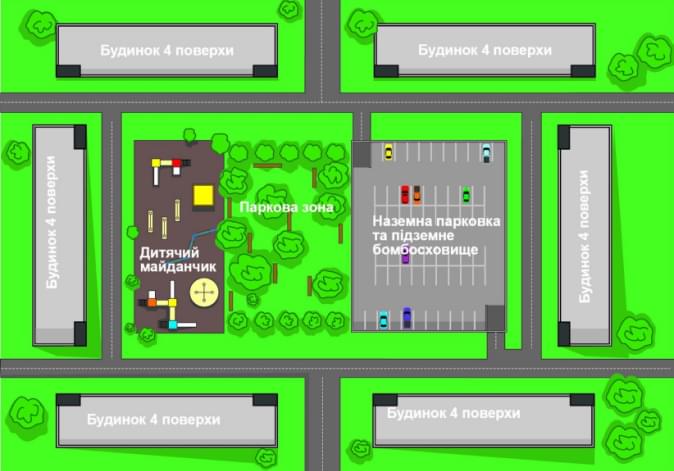 Будинок 4 поверхи
Будинок 4 поверхи
Будинок 4 поверхи
Паркова зона
Наземна парковка
та підземне
бомбосховище
Дитячий
майданчик
Будинок 4 поверхи
Будинок 4 поверхи
Будинок 4 поверхи